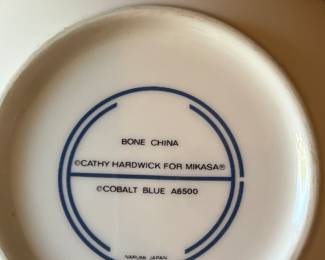 BONE CHINA
©CATHY HARDWICK FOR MIKASA®
©COBALT BLUE A6500
NARUMI JAPAN